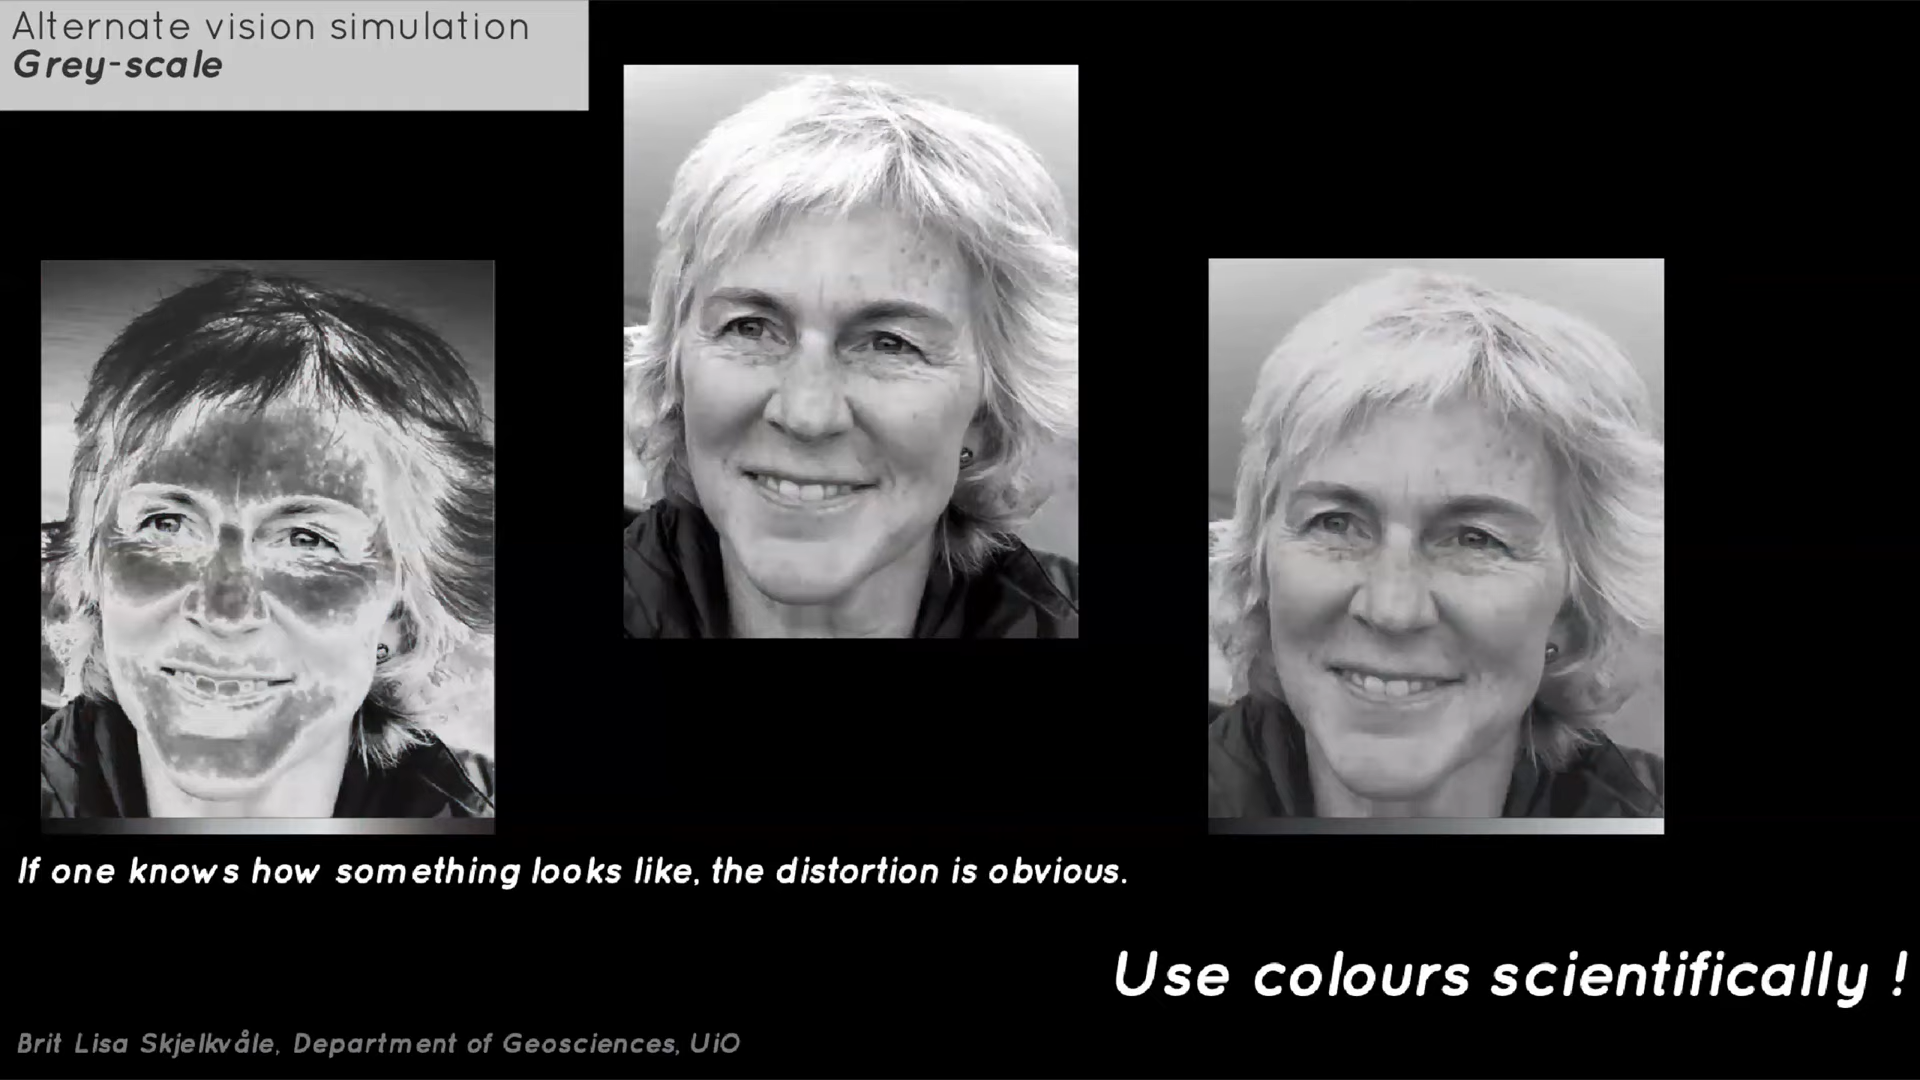 Alternate vision simulation
Grey-scale
If one knows how something looks like, the distortion is obvious.
Use colours scientifically !
Brit Lisa Skjelkvåle, Department of Geosciences, UiO